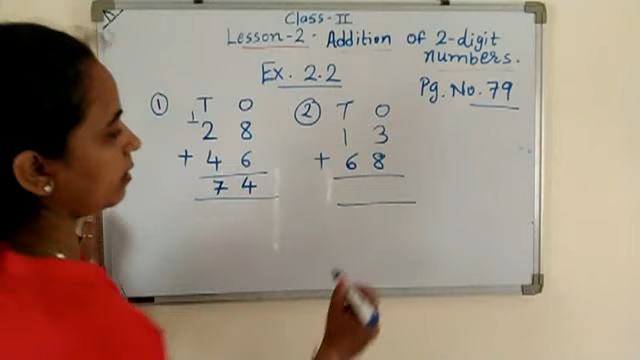 Class-II
Lesson-2 - Addition of 2-digit
numbers.
Ex. 2.2
Pg. No. 79
① T O
1
2 8
+ 4 6
7 4
② T O
1 3
+ 6 8